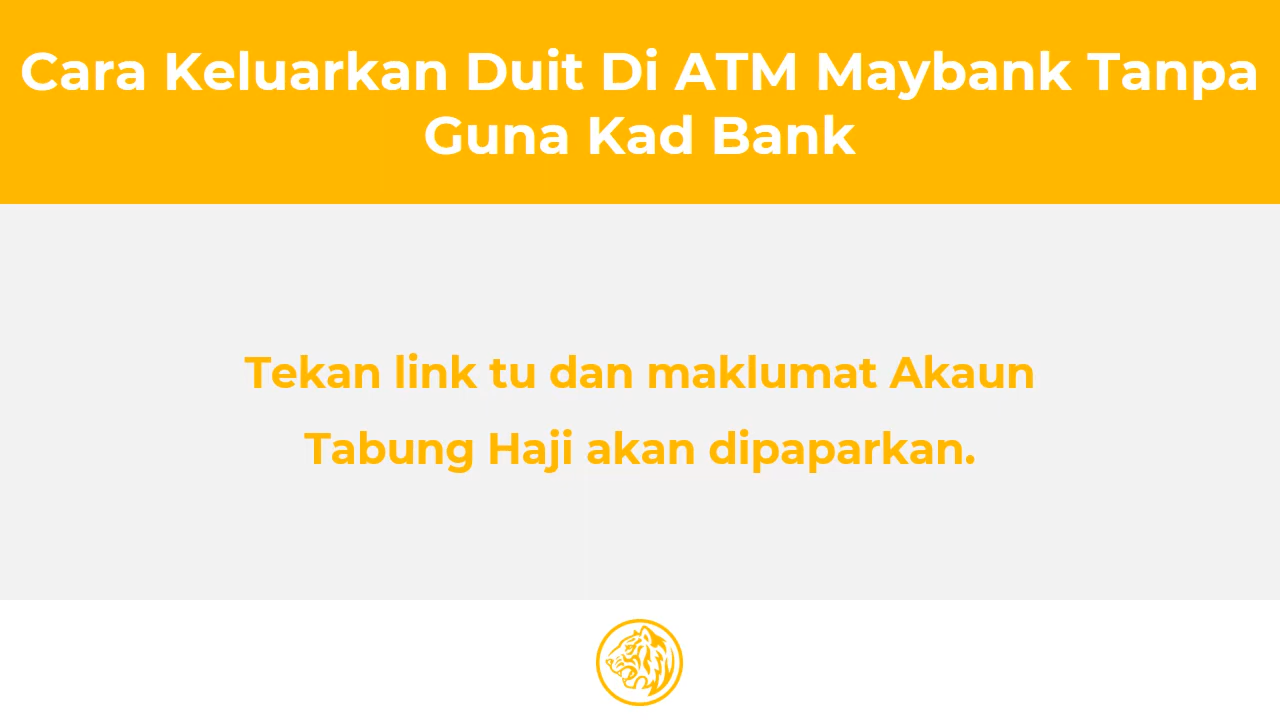 Cara Keluarkan Duit Di ATM Maybank Tanpa
Guna Kad Bank
Tekan link tu dan maklumat Akaun
Tabung Haji akan dipaparkan.